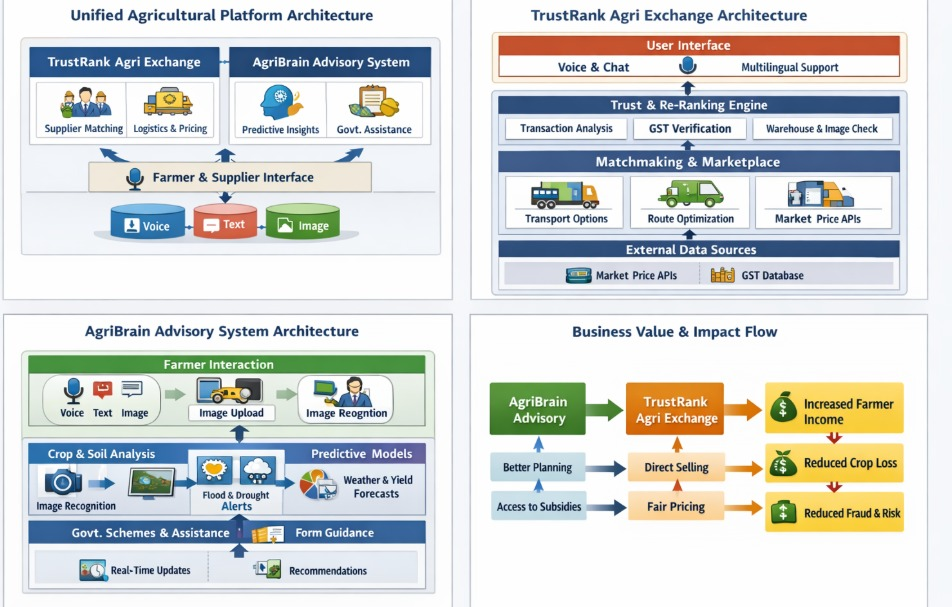 Unified Agricultural Platform Architecture
TrustRank Agri Exchange
AgriBrain Advisory System
Supplier Matching
Logistics & Pricing
Predictive Insights
Govt. Assistance
Farmer & Supplier Interface
Voice
Text
Image
TrustRank Agri Exchange Architecture
User Interface
Voice & Chat
Multilingual Support
Trust & Re-Ranking Engine
Transaction Analysis
GST Verification
Warehouse & Image Check
Matchmaking & Marketplace
Transport Options
Route Optimization
Market Price APIs
External Data Sources
Market Price APIs
GST Database
AgriBrain Advisory System Architecture
Farmer Interaction
Voice
Text
Image
Image Upload
Image Recogntion
Crop & Soil Analysis
Predictive Models
Image Recognition
Flood & Drought
Alerts
Weather & Yield
Forecasts
Govt. Schemes & Assistance
Form Guidance
Real-Time Updates
Recommendations
Business Value & Impact Flow
AgriBrain
Advisory
TrustRank
Agri Exchange
Increased Farmer
Income
Better Planning
Direct Selling
Reduced Crop Loss
Access to Subsidies
Fair Pricing
Reduced Fraud & Risk